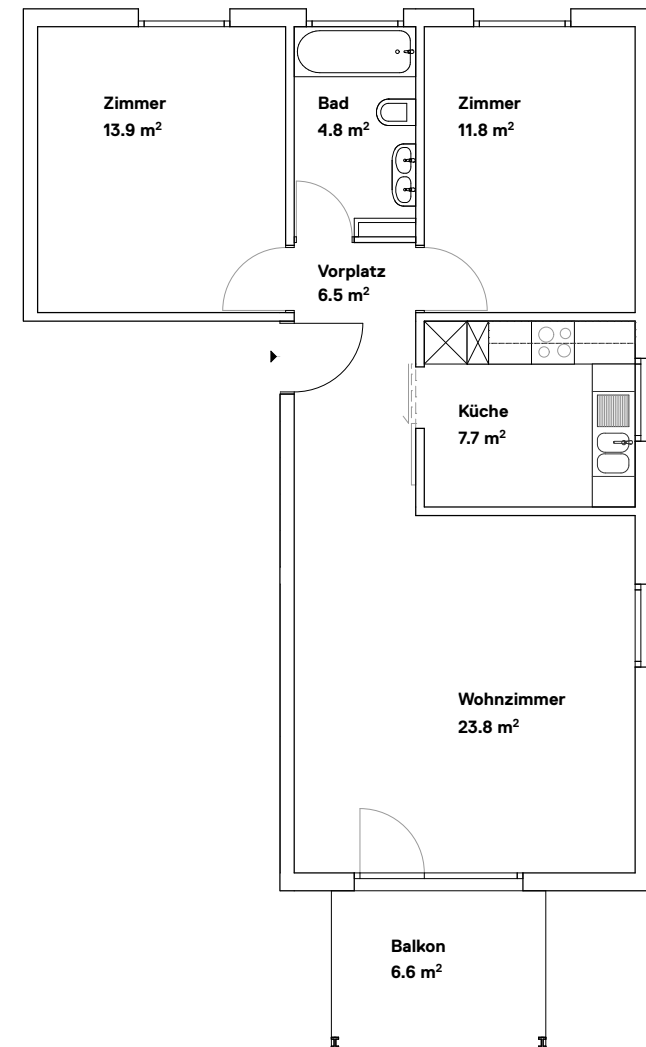 Zimmer
13.9 m²
Bad
4.8 m²
Zimmer
11.8 m²
Vorplatz
6.5 m²
Küche
7.7 m²
Wohnzimmer
23.8 m²
Balkon
6.6 m²